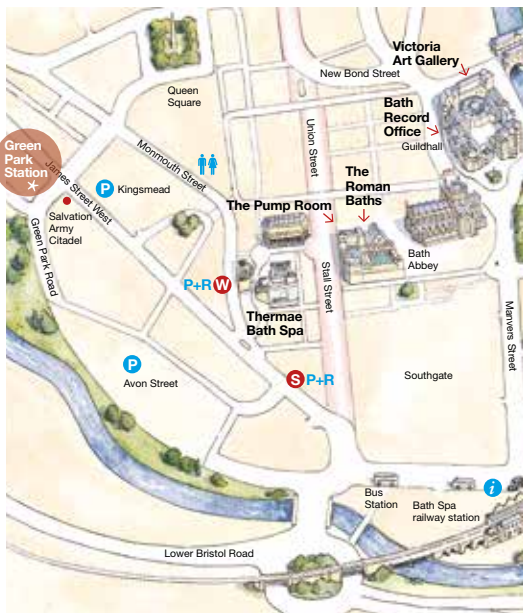 Victoria
Art Gallery
New Bond Street
Queen
Square
Bath
Record
Office
Guildhall
Union Street
Green
Park
Station
James Street West
Monmouth Street
P Kingsmead
The
Roman
Baths
The Pump Room
Salvation
Army
Citadel
Green Park Road
Bath
Abbey
Stall Street
P+R W
Thermae
Bath Spa
Manvers Street
P
Avon Street
S P+R
Southgate
i
Bus
Station
Bath Spa
railway station
Lower Bristol Road